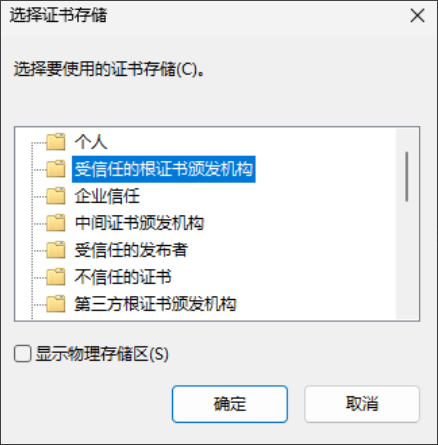 选择证书存储
选择要使用的证书存储(C)。
个人
受信任的根证书颁发机构
企业信任
中间证书颁发机构
受信任的发布者
不信任的证书
第三方根证书颁发机构
显示物理存储区(S)
确定
取消